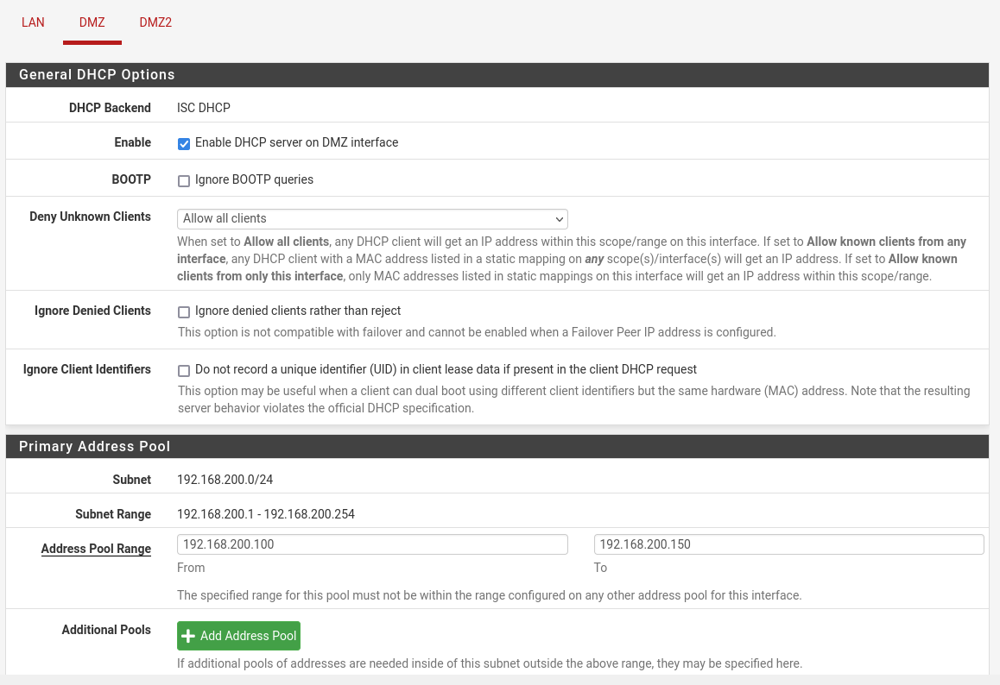 LAN DMZ DMZ2
General DHCP Options
DHCP Backend ISC DHCP
Enable Enable DHCP server on DMZ interface
BOOTP Ignore BOOTP queries
Deny Unknown Clients Allow all clients
When set to Allow all clients, any DHCP client will get an IP address within this scope/range on this interface. If set to Allow known clients from any
interface, any DHCP client with a MAC address listed in a static mapping on any scope(s)/interface(s) will get an IP address. If set to Allow known
clients from only this interface, only MAC addresses listed in static mappings on this interface will get an IP address within this scope/range.
Ignore Denied Clients Ignore denied clients rather than reject
This option is not compatible with failover and cannot be enabled when a Failover Peer IP address is configured.
Ignore Client Identifiers Do not record a unique identifier (UID) in client lease data if present in the client DHCP request
This option may be useful when a client can dual boot using different client identifiers but the same hardware (MAC) address. Note that the resulting
server behavior violates the official DHCP specification.
Primary Address Pool
Subnet 192.168.200.0/24
Subnet Range 192.168.200.1 - 192.168.200.254
Address Pool Range 192.168.200.100 192.168.200.150
From To
The specified range for this pool must not be within the range configured on any other address pool for this interface.
Additional Pools Add Address Pool
If additional pools of addresses are needed inside of this subnet outside the above range, they may be specified here.